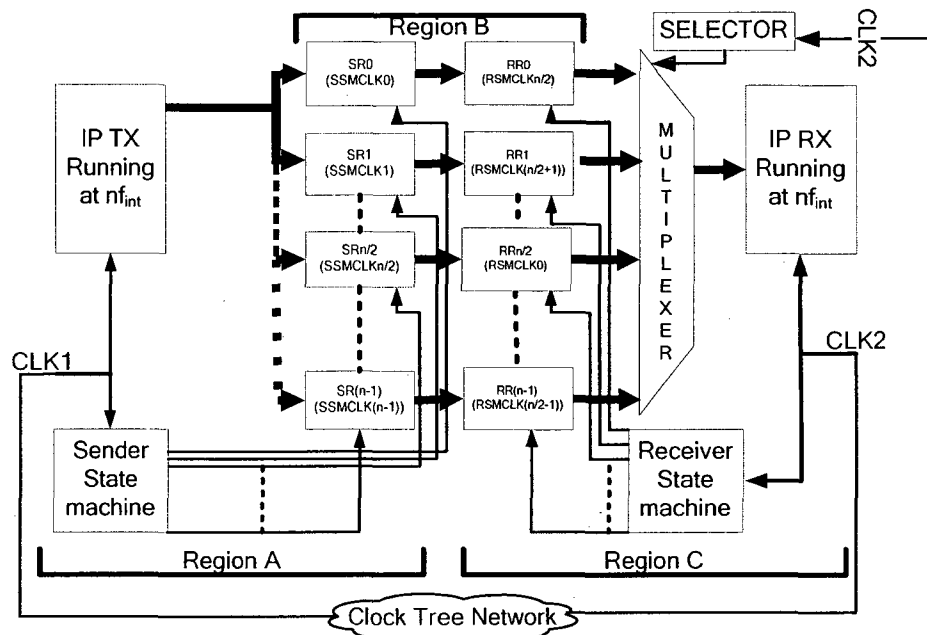 Region B
SELECTOR
CLK2
SR0
(SSMCLK0)
RR0
(RSMCLKn/2)
IP TX
Running
at nfint
SR1
(SSMCLK1)
RR1
(RSMCLK(n/2+1))
MULTIPLEXER
IP RX
Running
at nfint
SRn/2
(SSMCLKn/2)
RRn/2
(RSMCLK0)
CLK1
CLK2
SR(n-1)
(SSMCLK(n-1))
RR(n-1)
(RSMCLK(n/2-1))
Sender
State
machine
Receiver
State
machine
Region A
Region C
Clock Tree Network